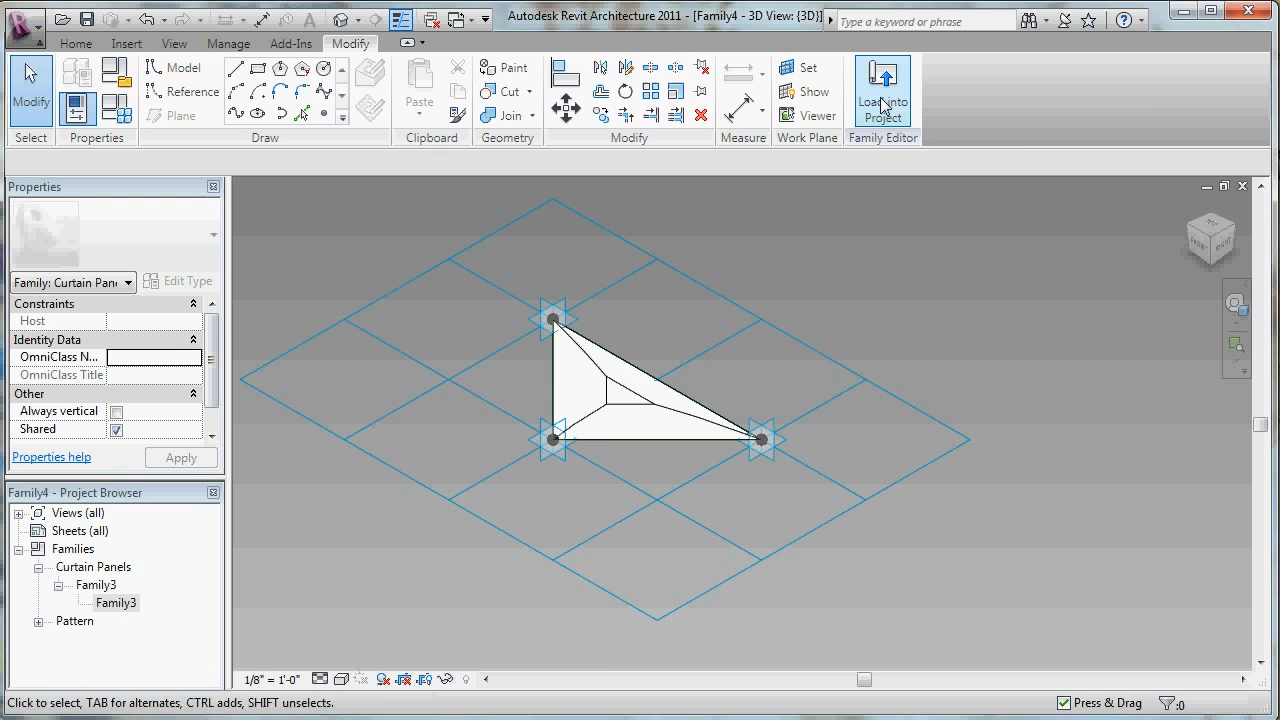 Autodesk Revit Architecture 2011 - [Family4 - 3D View: {3D}]
Type a keyword or phrase
Home Insert View Manage Add-Ins Modify
Modify
Model
Reference
Plane
Paste
Paint
Cut
Join
Set
Show
Viewer
Load into
Project
Select Properties Draw Clipboard Geometry Modify Measure Work Plane Family Editor
Properties
Family: Curtain Pan
Edit Type
Constraints
Host
Identity Data
OmniClass N...
OmniClass Title
Other
Always vertical
Shared
Properties help
Apply
Family4 - Project Browser
Views (all)
Sheets (all)
Families
Curtain Panels
Family3
Family3
Pattern
FRONT
RIGHT
1/8" = 1'-0"
Click to select, TAB for alternates, CTRL adds, SHIFT unselects.
Press & Drag
:0